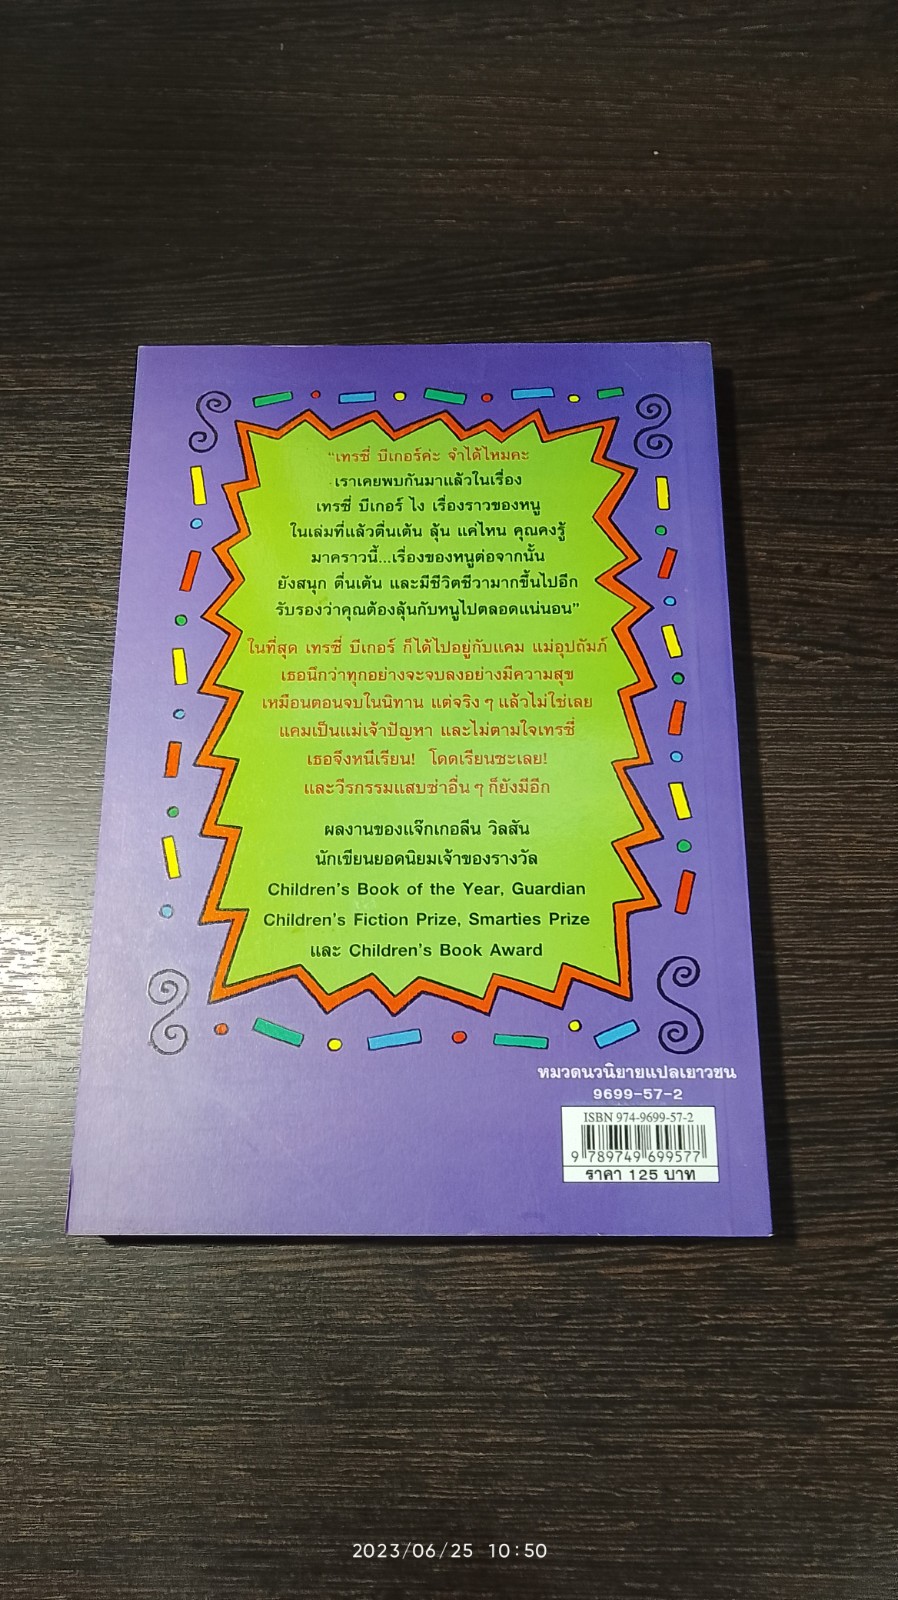 "เทรซี่ บีเกอร์ค่ะ จำได้ไหมคะ
เราเคยพบกันมาแล้วในเรื่อง
เทรซี่ บีเกอร์ ไง เรื่องราวของหนู
ในเล่มที่แล้วตื่นเต้น ลุ้น แค่ไหน คุณคงรู้
มาคราวนี้...เรื่องของหนูต่อจากนั้น
ยังสนุก ตื่นเต้น และมีชีวิตชีวามากขึ้นไปอีก
รับรองว่าคุณต้องลุ้นกับหนูไปตลอดแน่นอน"
ในที่สุด เทรซี่ บีเกอร์ ก็ได้ไปอยู่กับแคม แม่อุปถัมภ์
เธอนึกว่าทุกอย่างจะจบลงอย่างมีความสุข
เหมือนตอนจบในนิทาน แต่จริง ๆ แล้วไม่ใช่เลย
แคมเป็นแม่เจ้าปัญหา และไม่ตามใจเทรซี่
เธอจึงหนีเรียน! โดดเรียนซะเลย!
และวีรกรรมแสบซ่าอื่น ๆ ก็ยังมีอีก
ผลงานของแจ๊กเกอลีน วิลสัน
นักเขียนยอดนิยมเจ้าของรางวัล
Children's Book of the Year, Guardian
Children's Fiction Prize, Smarties Prize
และ Children's Book Award
หมวดนวนิยายแปลเยาวชน
9699-57-2
ISBN 974-9699-57-2
9 789749 699577
ราคา 125 บาท
2023/06/25 10:50